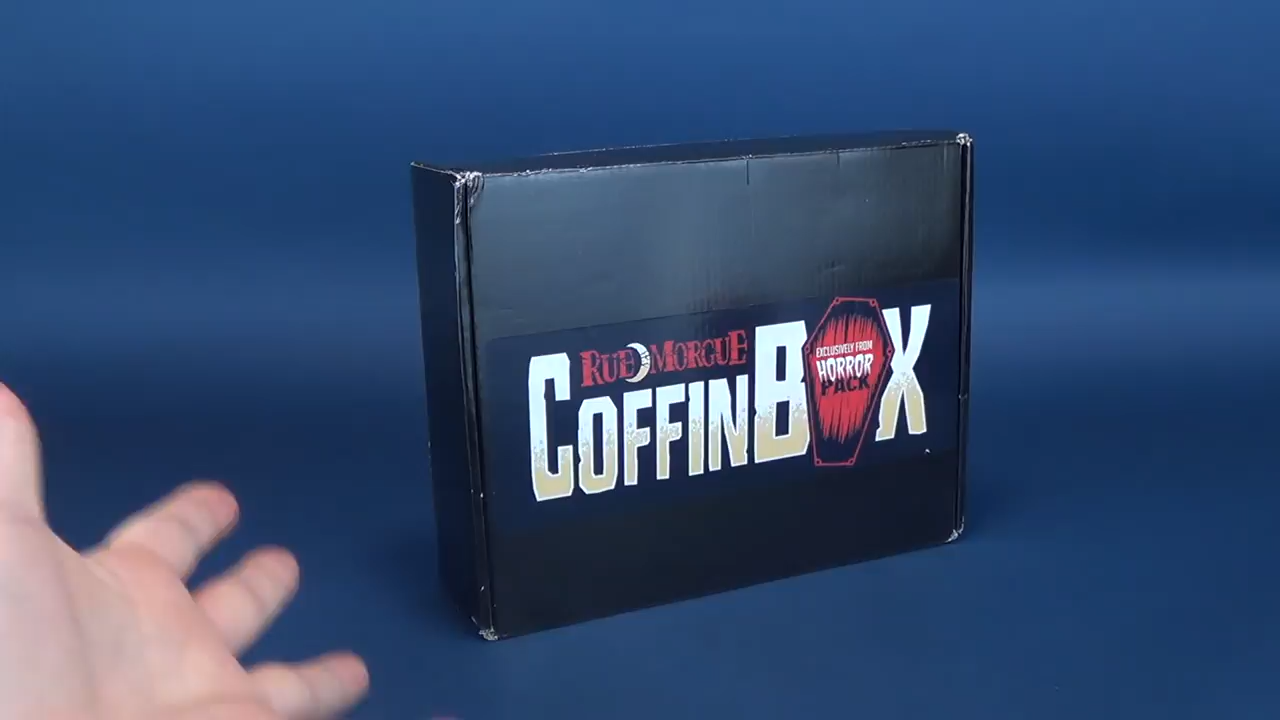 RUE MORGUE
COFFINBOX
EXCLUSIVELY FROM
HORROR
PACK